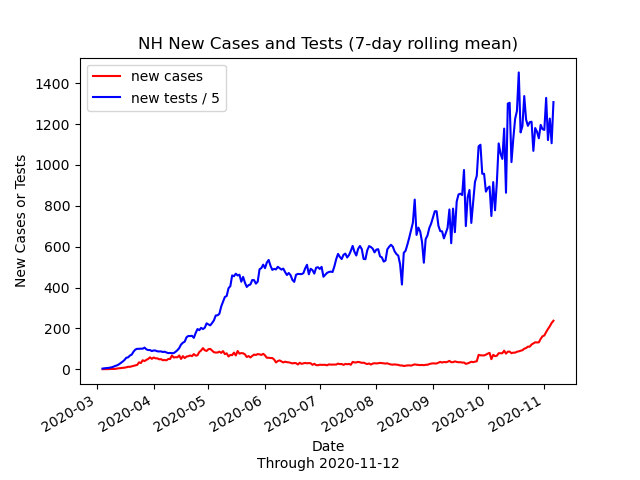 NH New Cases and Tests (7-day rolling mean)
new cases
new tests / 5
New Cases or Tests
1400
1200
1000
800
600
400
200
0
2020-03
2020-04
2020-05
2020-06
2020-07
2020-08
2020-09
2020-10
2020-11
Date
Through 2020-11-12